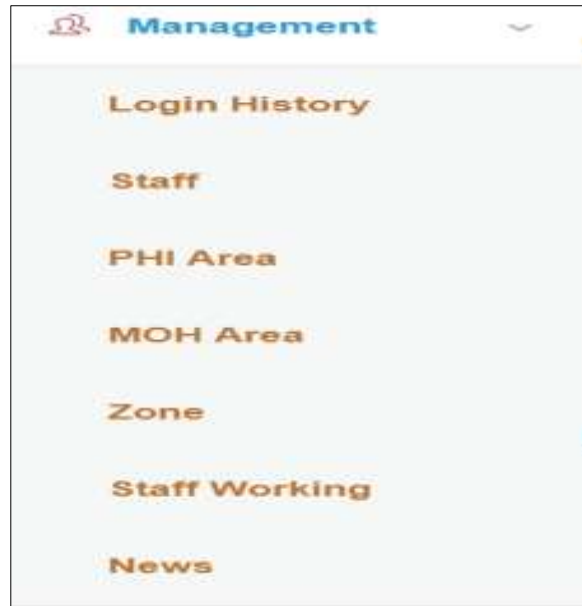 Management
Login History
Staff
PHI Area
MOH Area
Zone
Staff Working
News